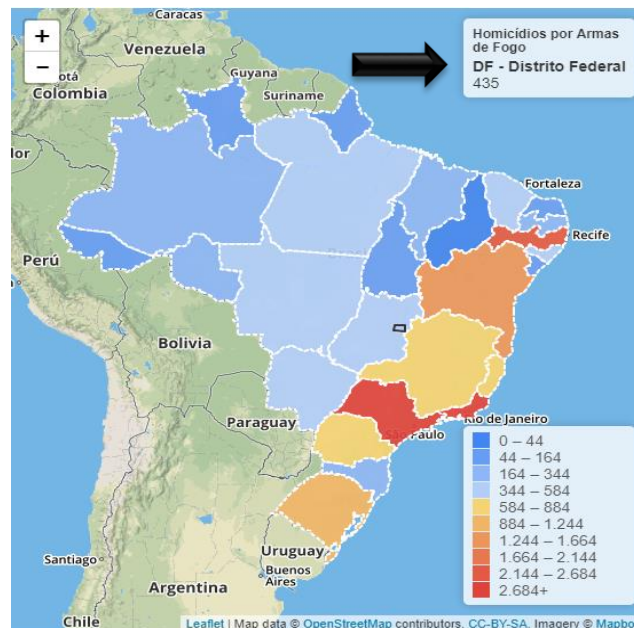 Caracas
+
−
Venezuela
Guyana
Suriname
Colombia
Homicídios por Armas
de Fogo
DF - Distrito Federal
435
Fortaleza
Recife
Perú
Bolivia
Rio de Janeiro
São Paulo
Paraguay
Uruguay
Buenos
Aires
Santiago
Argentina
Chile
0 – 44
44 – 164
164 – 344
344 – 584
584 – 884
884 – 1.244
1.244 – 1.664
1.664 – 2.144
2.144 – 2.684
2.684+
Leaflet | Map data © OpenStreetMap contributors, CC-BY-SA, Imagery © Mapbo